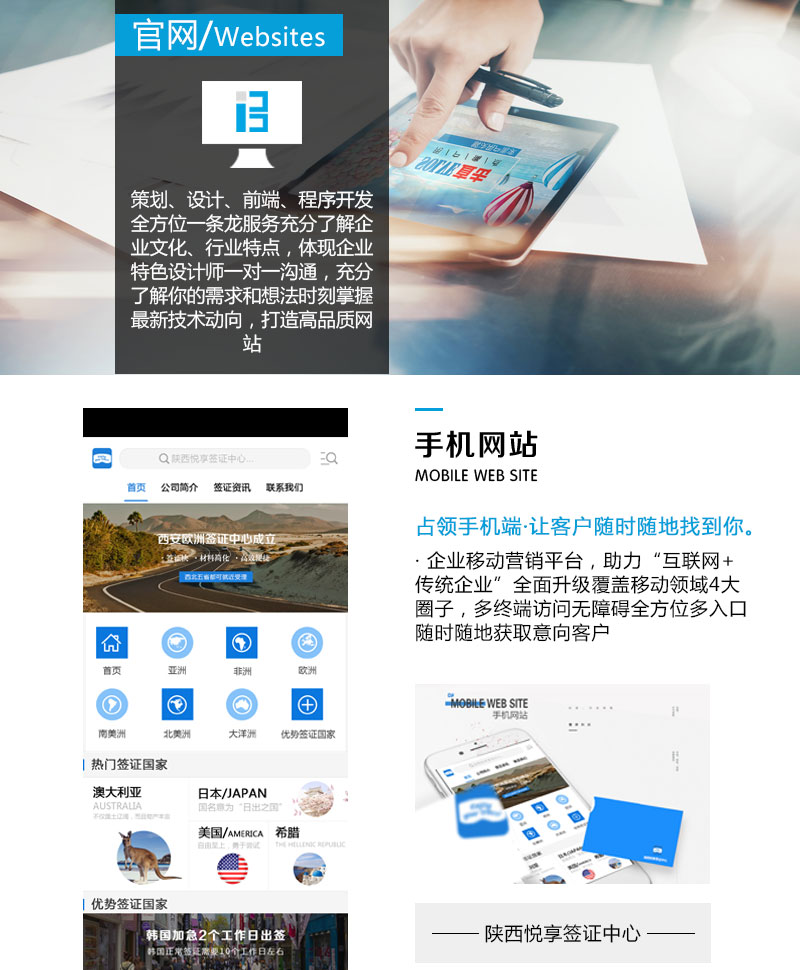 官网/Websites
策划、设计、前端、程序开发
全方位一条龙服务充分了解企
业文化、行业特点，体现企业
特色设计师一对一沟通，充分
了解你的需求和想法时刻掌握
最新技术动向，打造高品质网
站
陕西悦享签证中心...
首页 公司简介 签证资讯 联系我们
西安欧洲签证中心成立
·签证快 ·材料简化 ·高效便捷
西北五省都可就近受理
首页 亚洲 非洲 欧洲
南美洲 北美洲 大洋洲 优势签证国家
热门签证国家
澳大利亚
AUSTRALIA
日本/JAPAN
国名原为“日出之国”
美国/AMERICA
自由至上，勇于尝试
希腊
THE HELLENIC REPUBLIC
优势签证国家
韩国加急2个工作日出签
韩国正常签证需要10个工作日左右
手机网站
MOBILE WEB SITE
占领手机端·让客户随时随地找到你。
· 企业移动营销平台，助力“互联网+
传统企业”全面升级覆盖移动领域4大
圈子，多终端访问无障碍全方位多入口
随时随地获取意向客户
MOBILE WEB SITE
手机网站
陕西悦享签证中心